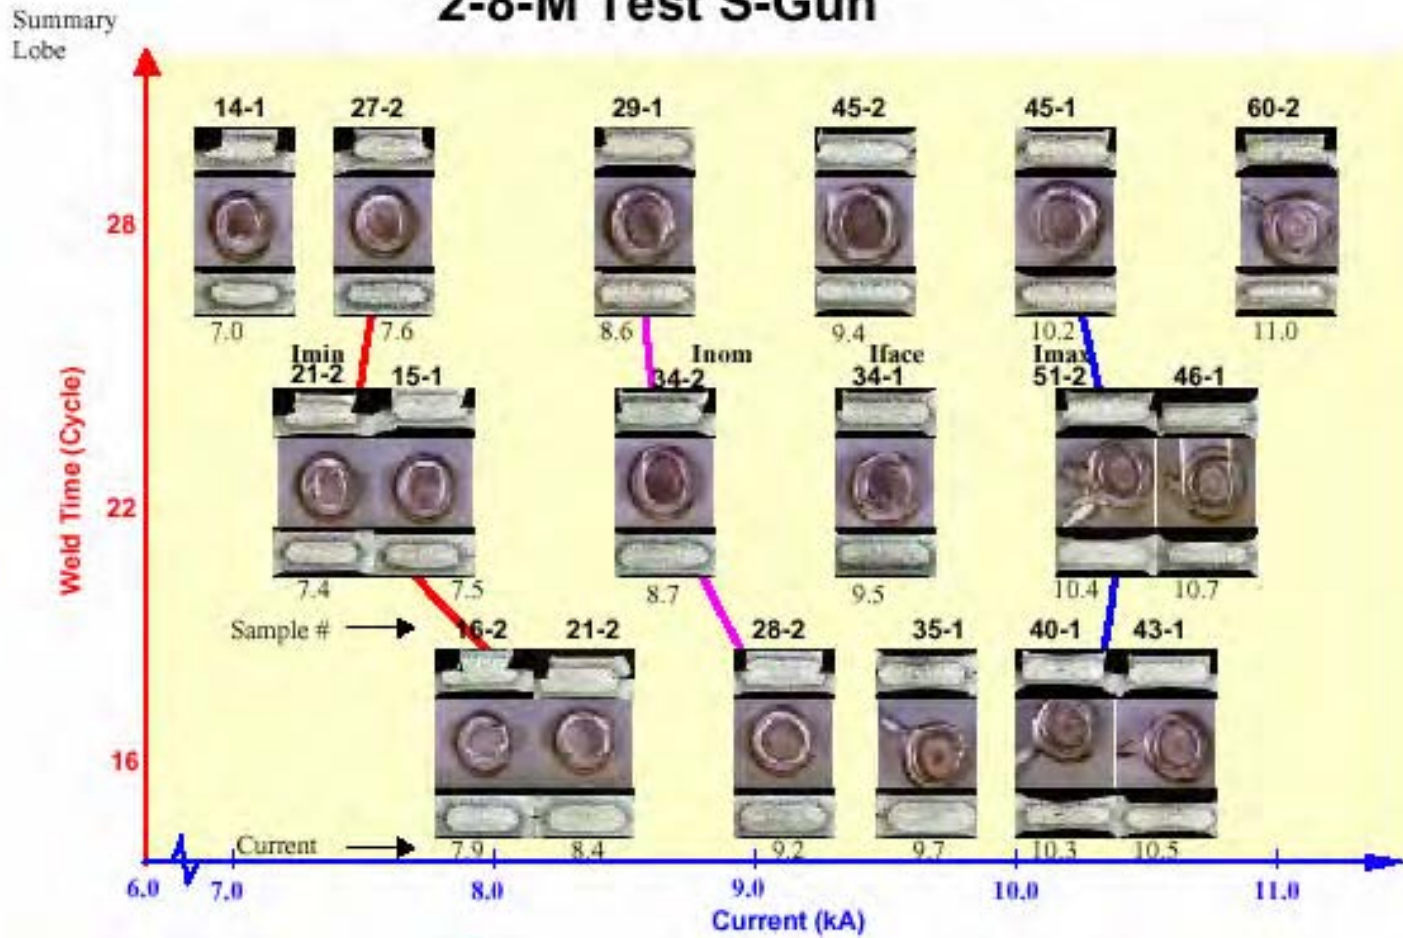 Summary
Lobe
2-8-M Test S-Gun
14-1 27-2 29-1 45-2 45-1 60-2
28
7.0 7.6 8.6 9.4 10.2 11.0
Imin Inom Iface Imax
21-2 15-1 34-2 34-1 51-2 46-1
Weld Time (Cycle)
22
7.4 7.5 8.7 9.5 10.4 10.7
Sample # 16-2 21-2 28-2 35-1 40-1 43-1
16
Current 7.9 8.4 9.2 9.7 10.3 10.5
6.0 7.0 8.0 9.0 10.0 11.0
Current (kA)